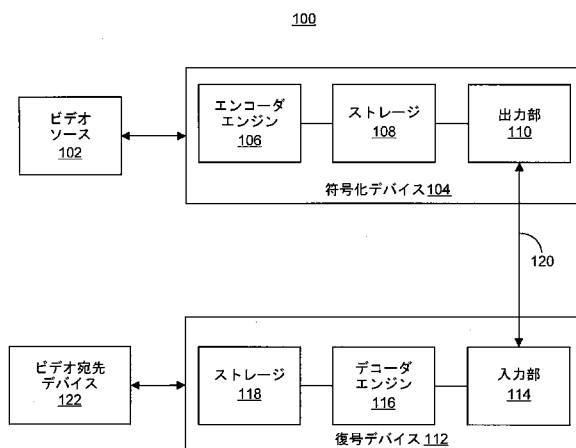 100
ビデオ
ソース
102
エンコーダ
エンジン
106
ストレージ
108
出力部
110
符号化デバイス104
120
ビデオ宛先
デバイス
122
ストレージ
118
デコーダ
エンジン
116
入力部
114
復号デバイス112